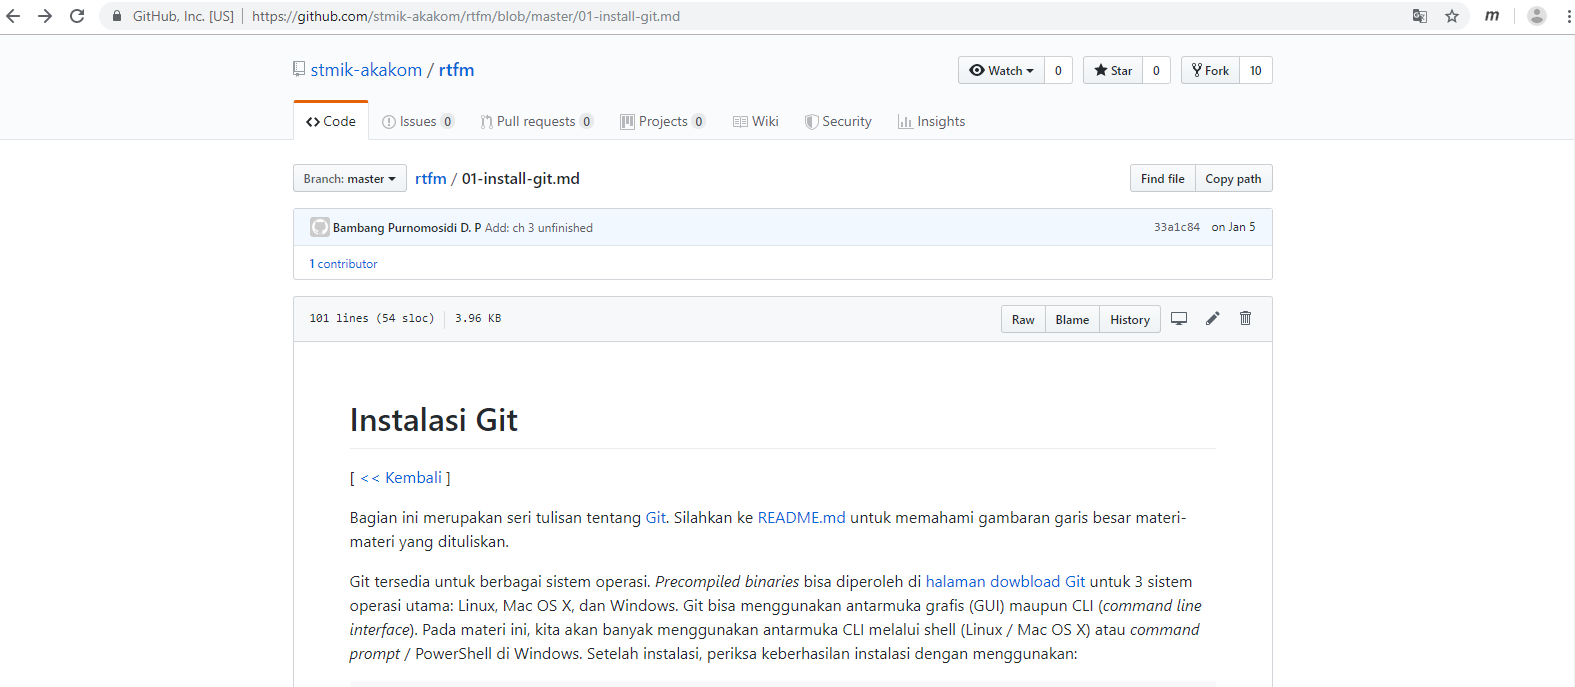 GitHub, Inc. [US] | https://github.com/stmik-akakom/rtfm/blob/master/01-install-git.md
m
stmik-akakom / rtfm
Watch 0 Star 0 Fork 10
Code Issues 0 Pull requests 0 Projects 0 Wiki Security Insights
Branch: master rtfm / 01-install-git.md Find file Copy path
Bambang Purnomosidi D. P Add: ch 3 unfinished 33a1c84 on Jan 5
1 contributor
101 lines (54 sloc) 3.96 KB Raw Blame History
Instalasi Git
[ << Kembali ]
Bagian ini merupakan seri tulisan tentang Git. Silahkan ke README.md untuk memahami gambaran garis besar materi-
materi yang dituliskan.
Git tersedia untuk berbagai sistem operasi. Precompiled binaries bisa diperoleh di halaman dowbload Git untuk 3 sistem
operasi utama: Linux, Mac OS X, dan Windows. Git bisa menggunakan antarmuka grafis (GUI) maupun CLI (command line
interface). Pada materi ini, kita akan banyak menggunakan antarmuka CLI melalui shell (Linux / Mac OS X) atau command
prompt / PowerShell di Windows. Setelah instalasi, periksa keberhasilan instalasi dengan menggunakan: